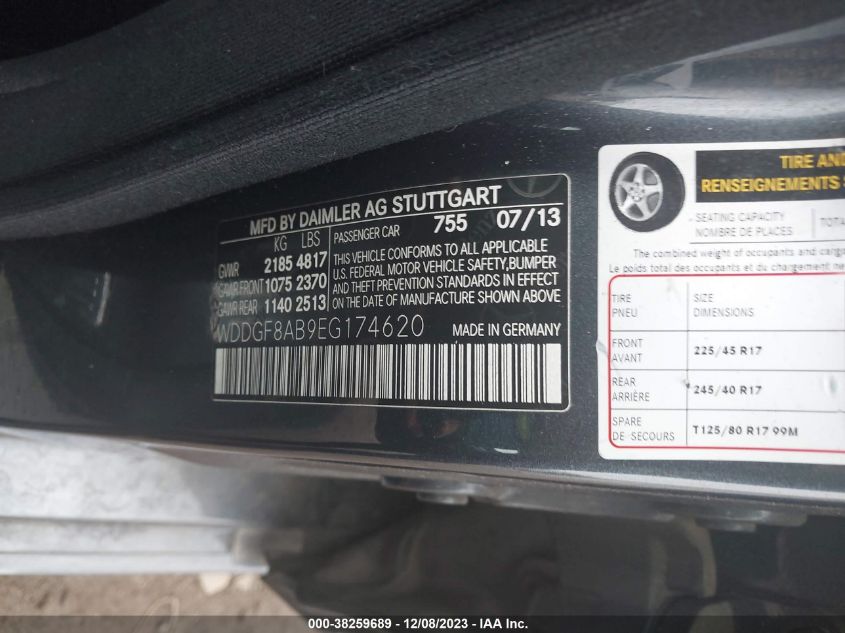 MFD BY DAIMLER AG STUTTGART
KG LBS PASSENGER CAR 755 07/13
GVWR 2185 4817
GAWR FRONT 1075 2370
GAWR REAR 1140 2513
THIS VEHICLE CONFORMS TO ALL APPLICABLE
U.S. FEDERAL MOTOR VEHICLE SAFETY, BUMPER
AND THEFT PREVENTION STANDARDS IN EFFECT
ON THE DATE OF MANUFACTURE SHOWN ABOVE
WDDGF8AB9EG174620 MADE IN GERMANY
TIRE AND
RENSEIGNEMENTS
SEATING CAPACITY
NOMBRE DE PLACES
The combined weight of occupants and
Le poids total des occupants et du chargement
TIRE
PNEU
SIZE
DIMENSIONS
FRONT
AVANT
225/45 R17
REAR
ARRIÈRE
245/40 R17
SPARE
DE SECOURS
T125/80 R17 99M
000-38259689 - 12/08/2023 - IAA Inc.